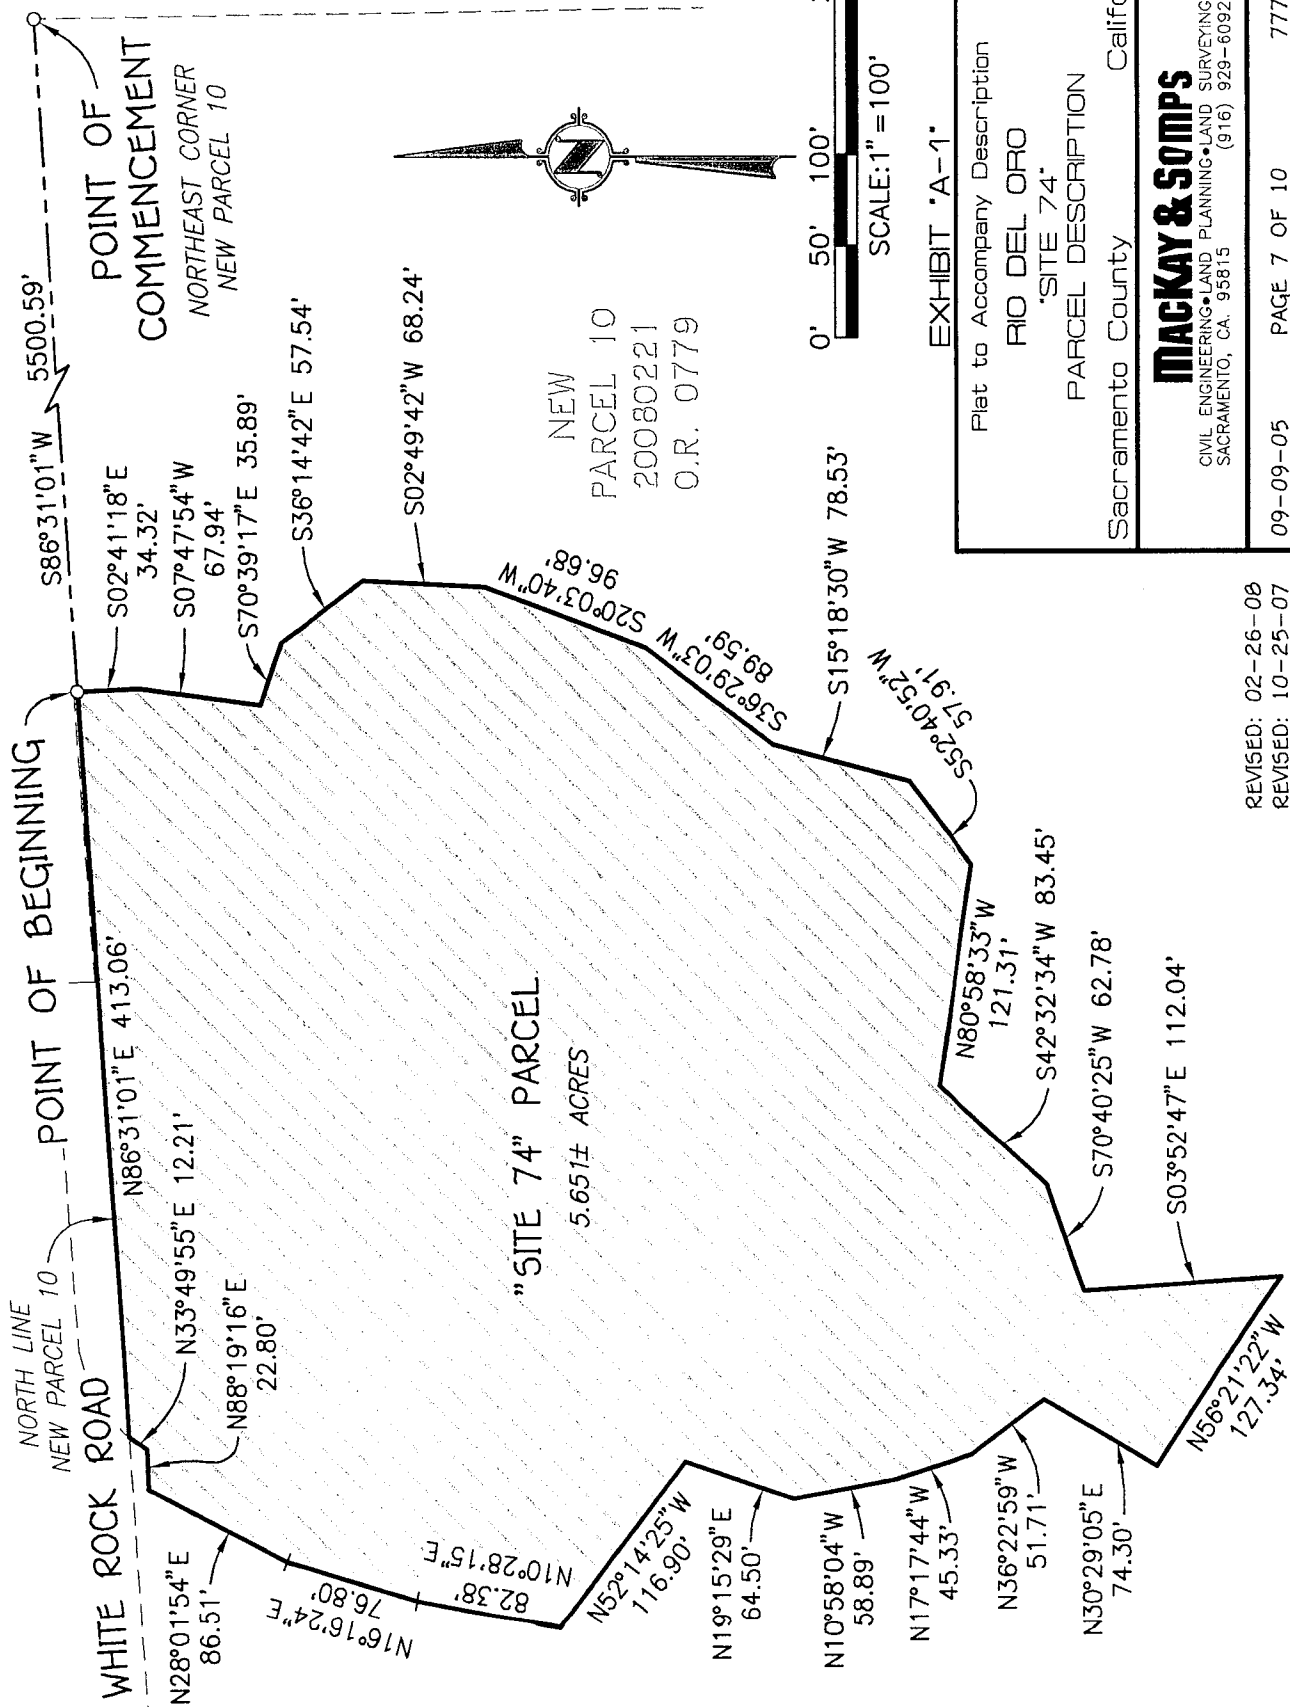 NORTH LINE
NEW PARCEL 10
WHITE ROCK ROAD
POINT OF BEGINNING
S86°31'01"W 5500.59'
POINT OF
COMMENCEMENT
NORTHEAST CORNER
NEW PARCEL 10
N86°31'01"E 413.06'
S02°41'18"E
34.32'
S07°47'54"W
67.94'
S70°39'17"E 35.89'
S36°14'42"E 57.54'
S02°49'42"W 68.24'
S20°03'40"W
96.68'
S36°29'03"W
89.59'
S15°18'30"W 78.53'
S52°40'52"W
57.91'
N80°58'33"W
121.31'
S42°32'34"W 83.45'
S70°40'25"W 62.78'
S03°52'47"E 112.04'
N56°21'22"W
127.34'
N30°29'05"E
74.30'
N36°22'59"W
51.71'
N17°17'44"W
45.33'
N10°58'04"W
58.89'
N19°15'29"E
64.50'
N52°14'25"W
116.90'
N10°28'15"E
82.38'
N16°16'24"E
76.80'
N28°01'54"E
86.51'
N88°19'16"E
22.80'
N33°49'55"E 12.21'
"SITE 74" PARCEL
5.651± ACRES
NEW
PARCEL 10
20080221
O.R. 0779
N
0' 50' 100'
SCALE:1"=100'
EXHIBIT "A-1"
Plat to Accompany Description
RIO DEL ORO
"SITE 74"
PARCEL DESCRIPTION
Sacramento County Califo
MACKAY & SOMPS
CIVIL ENGINEERING•LAND PLANNING•LAND SURVEYING
SACRAMENTO, CA. 95815 (916) 929-6092
09-09-05 PAGE 7 OF 10 777
REVISED: 02-26-08
REVISED: 10-25-07